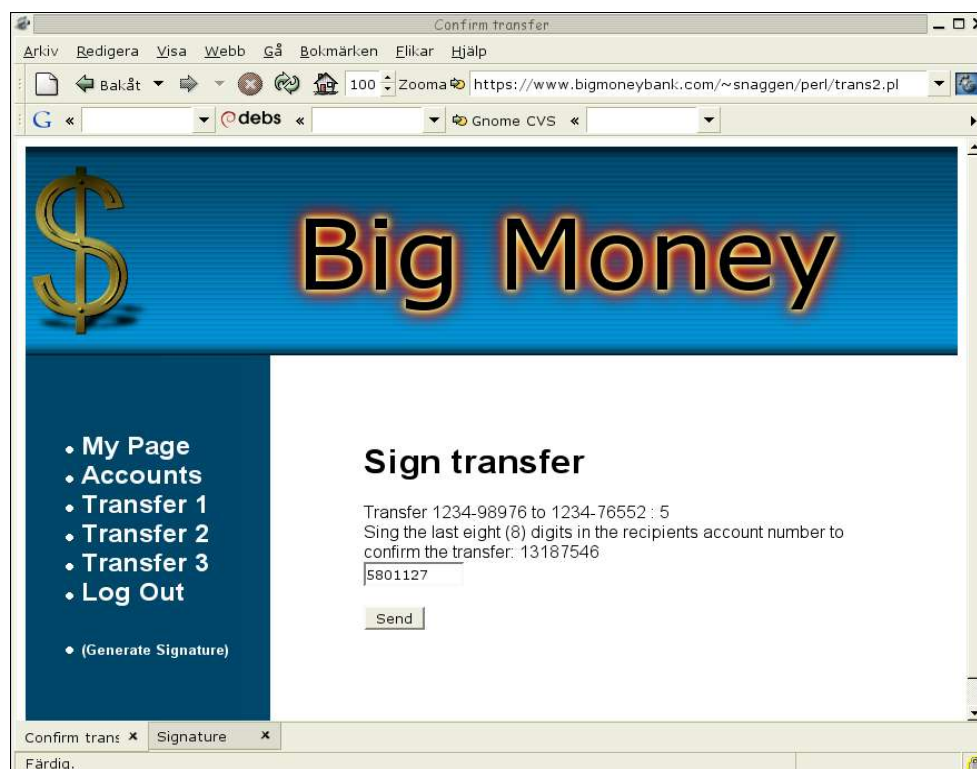 Confirm transfer
Arkiv Redigera Visa Webb Gå Bokmärken Flikar Hjälp
Bakåt 100 Zooma https://www.bigmoneybank.com/~snaggen/perl/trans2.pl
G « debs « Gnome CVS «
$ Big Money
My Page
Accounts
Transfer 1
Transfer 2
Transfer 3
Log Out
(Generate Signature)
Sign transfer
Transfer 1234-98976 to 1234-76552 : 5
Sing the last eight (8) digits in the recipients account number to
confirm the transfer: 13187546
5801127
Send
Confirm trans Signature
Färdig.